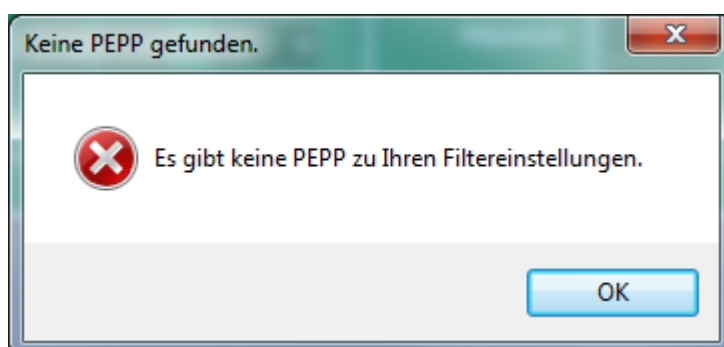 Keine PEPP gefunden.
Es gibt keine PEPP zu Ihren Filtereinstellungen.
OK